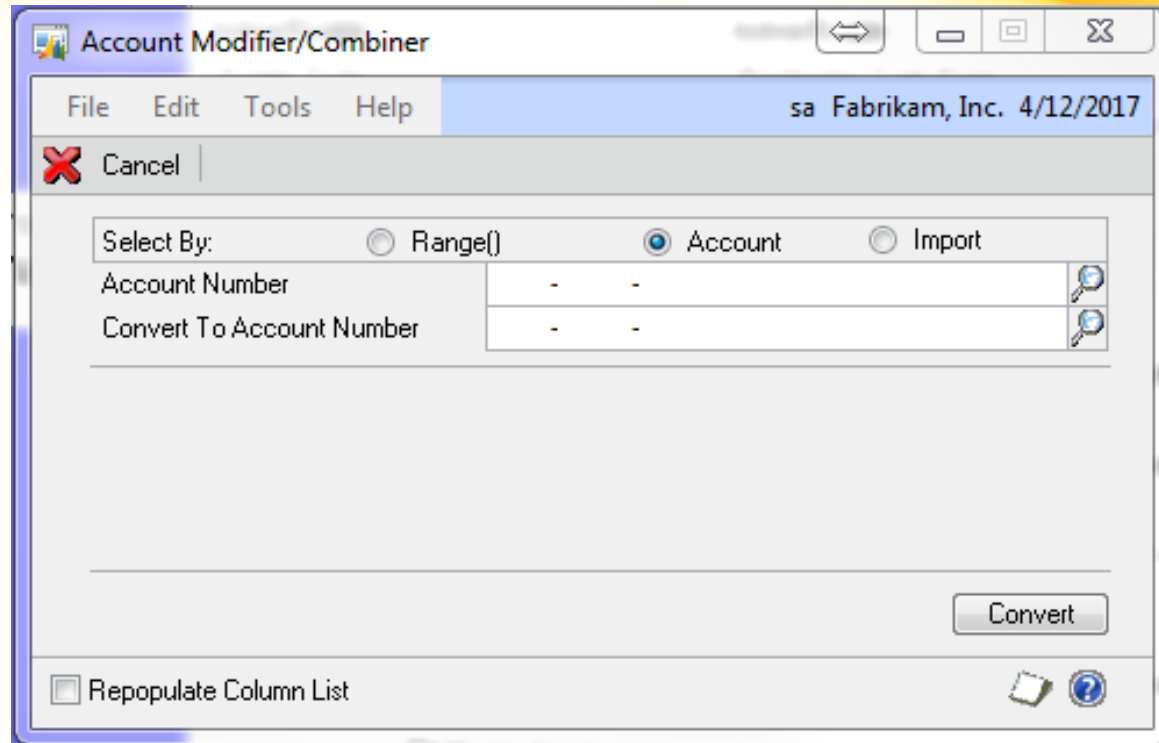 Account Modifier/Combiner
File Edit Tools Help sa Fabrikam, Inc. 4/12/2017
Cancel
Select By: Range() Account Import
Account Number - -
Convert To Account Number - -
Convert
Repopulate Column List